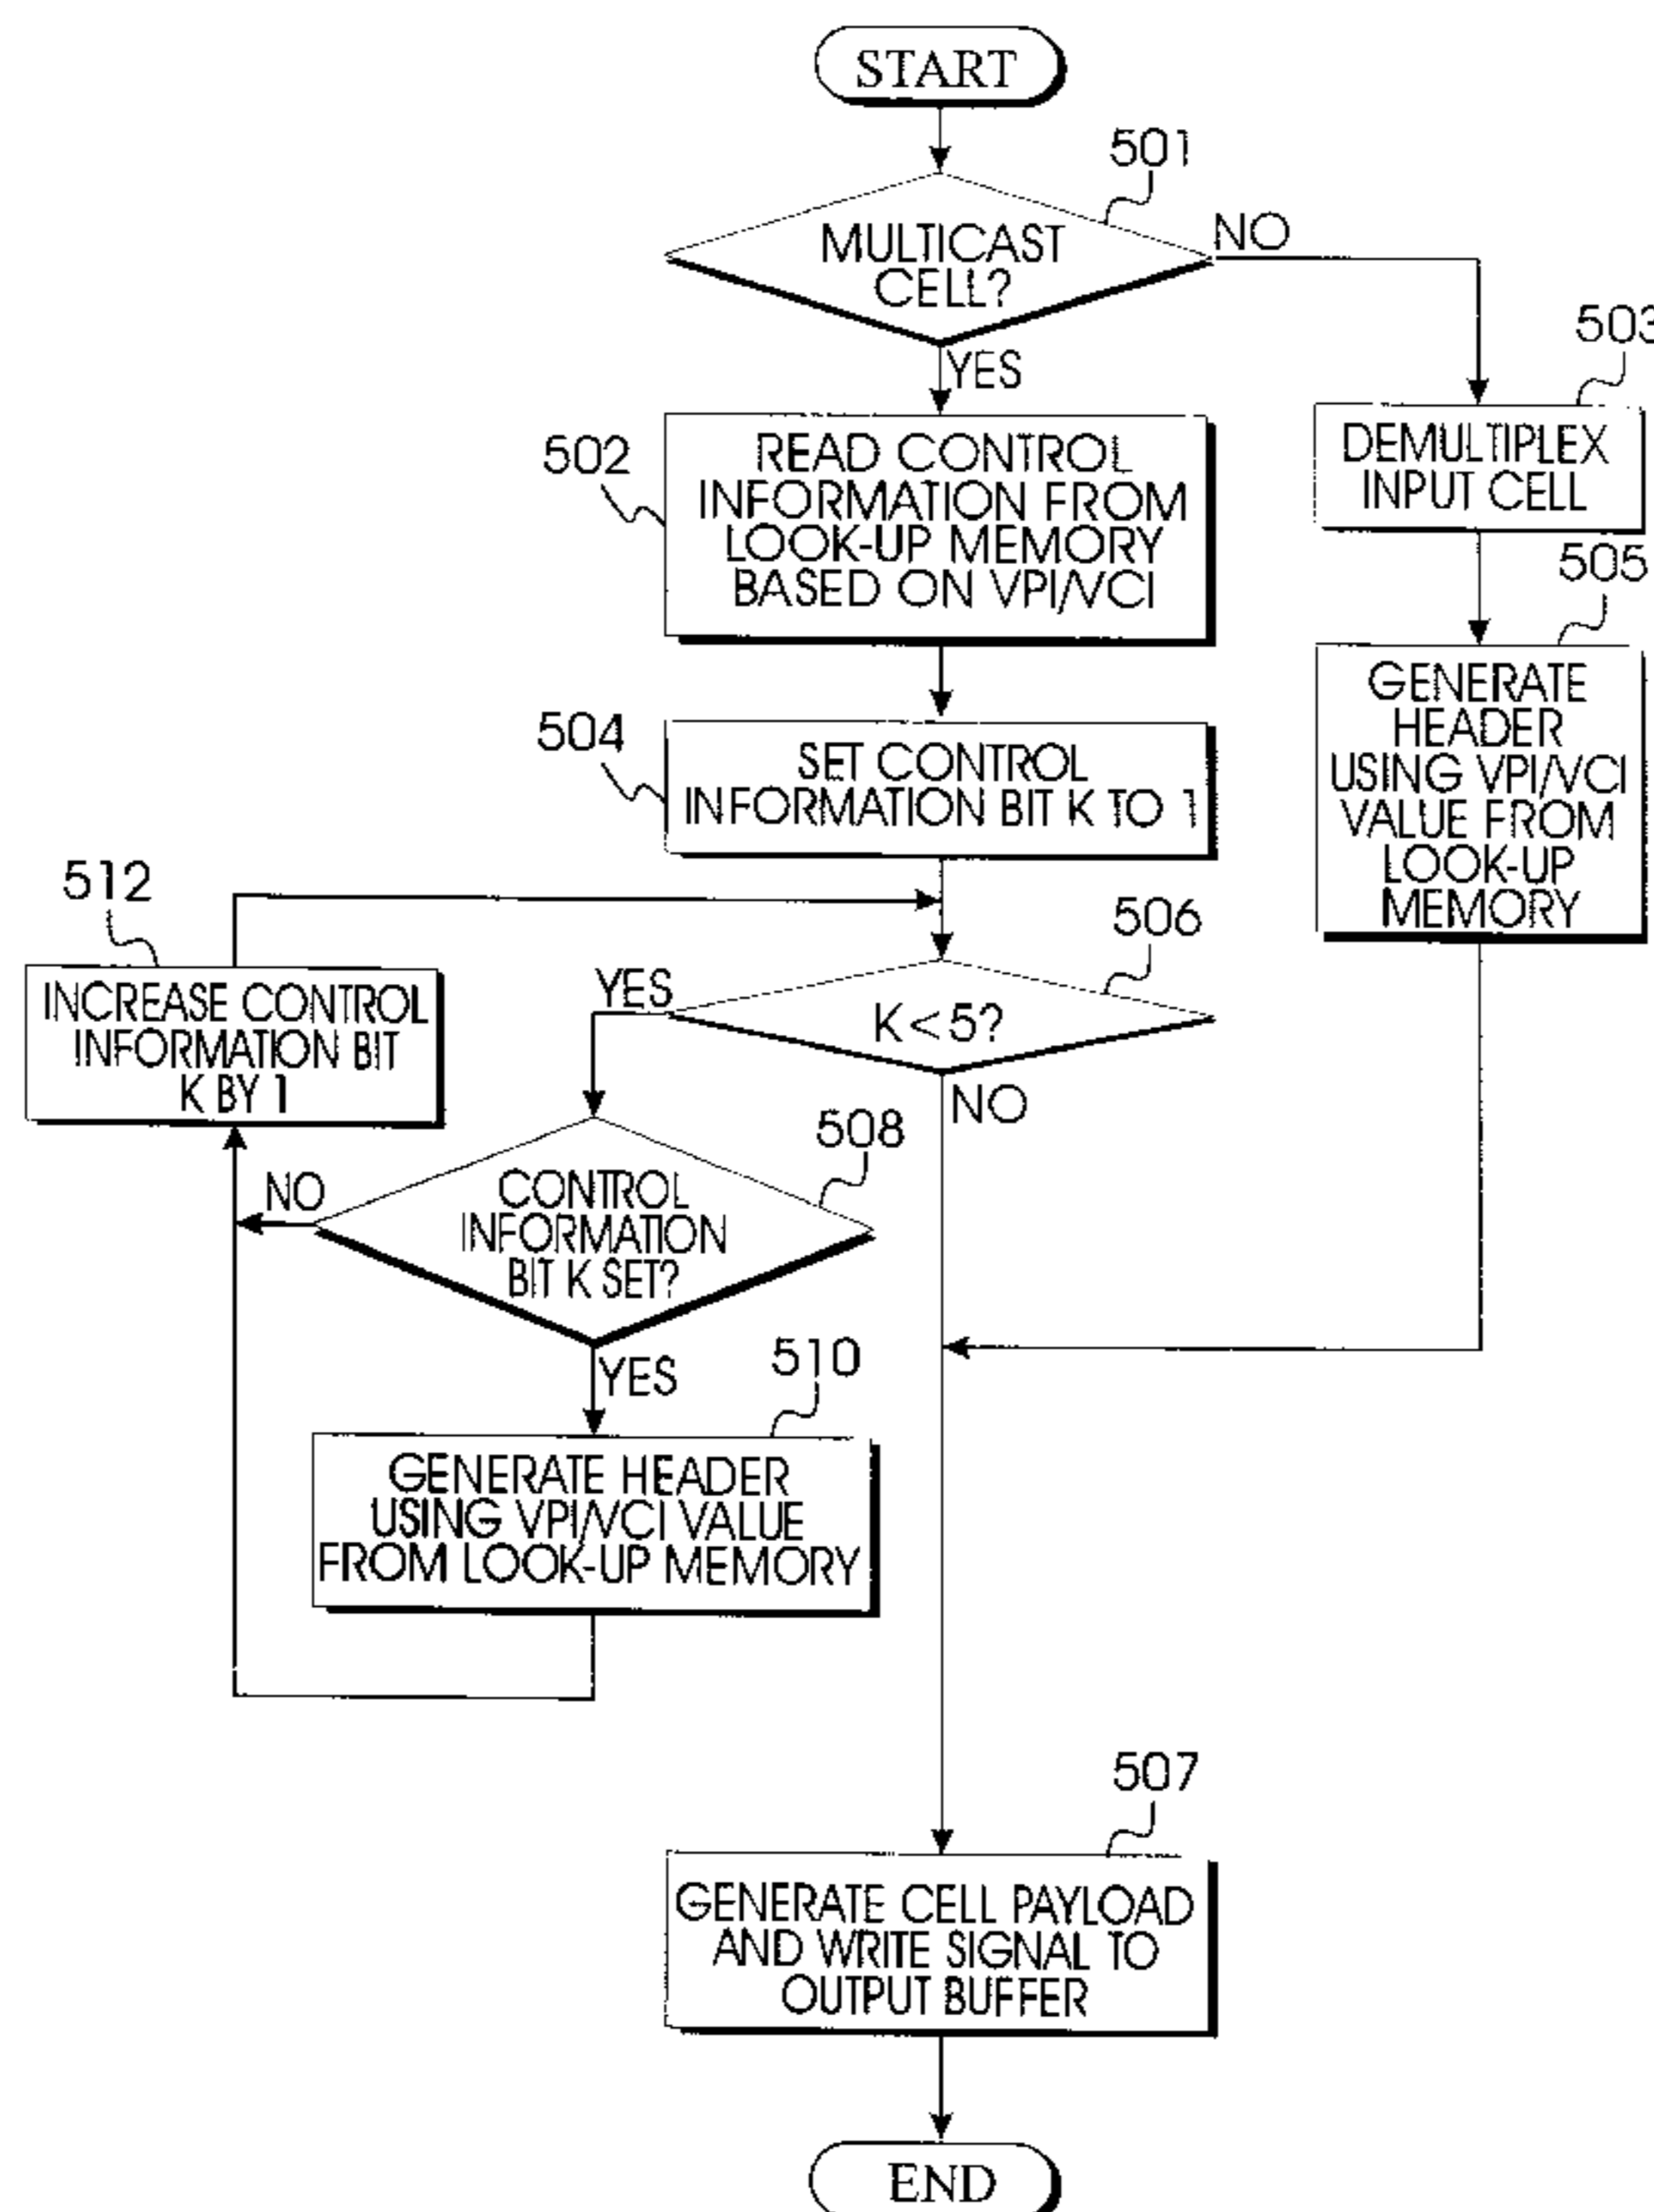 START
501
MULTICAST
CELL?
NO
YES
503
502
READ CONTROL
INFORMATION FROM
LOOK-UP MEMORY
BASED ON VPI/VCI
DEMULTIPLEX
INPUT CELL
505
504
SET CONTROL
INFORMATION BIT K TO 1
GENERATE
HEADER
USING VPI/VCI
VALUE FROM
LOOK-UP
MEMORY
512
INCREASE CONTROL
INFORMATION BIT
K BY 1
506
YES
K<5?
NO
508
CONTROL
INFORMATION
BIT K SET?
NO
YES
510
GENERATE HEADER
USING VPI/VCI VALUE
FROM LOOK-UP MEMORY
507
GENERATE CELL PAYLOAD
AND WRITE SIGNAL TO
OUTPUT BUFFER
END